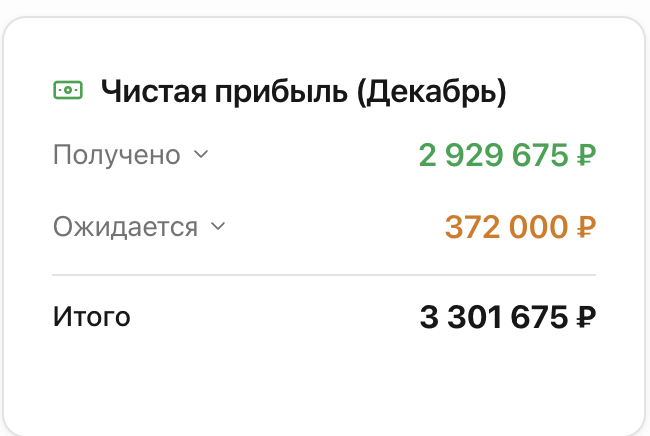 Чистая прибыль (Декабрь)
Получено 2 929 675 ₽
Ожидается 372 000 ₽
Итого 3 301 675 ₽